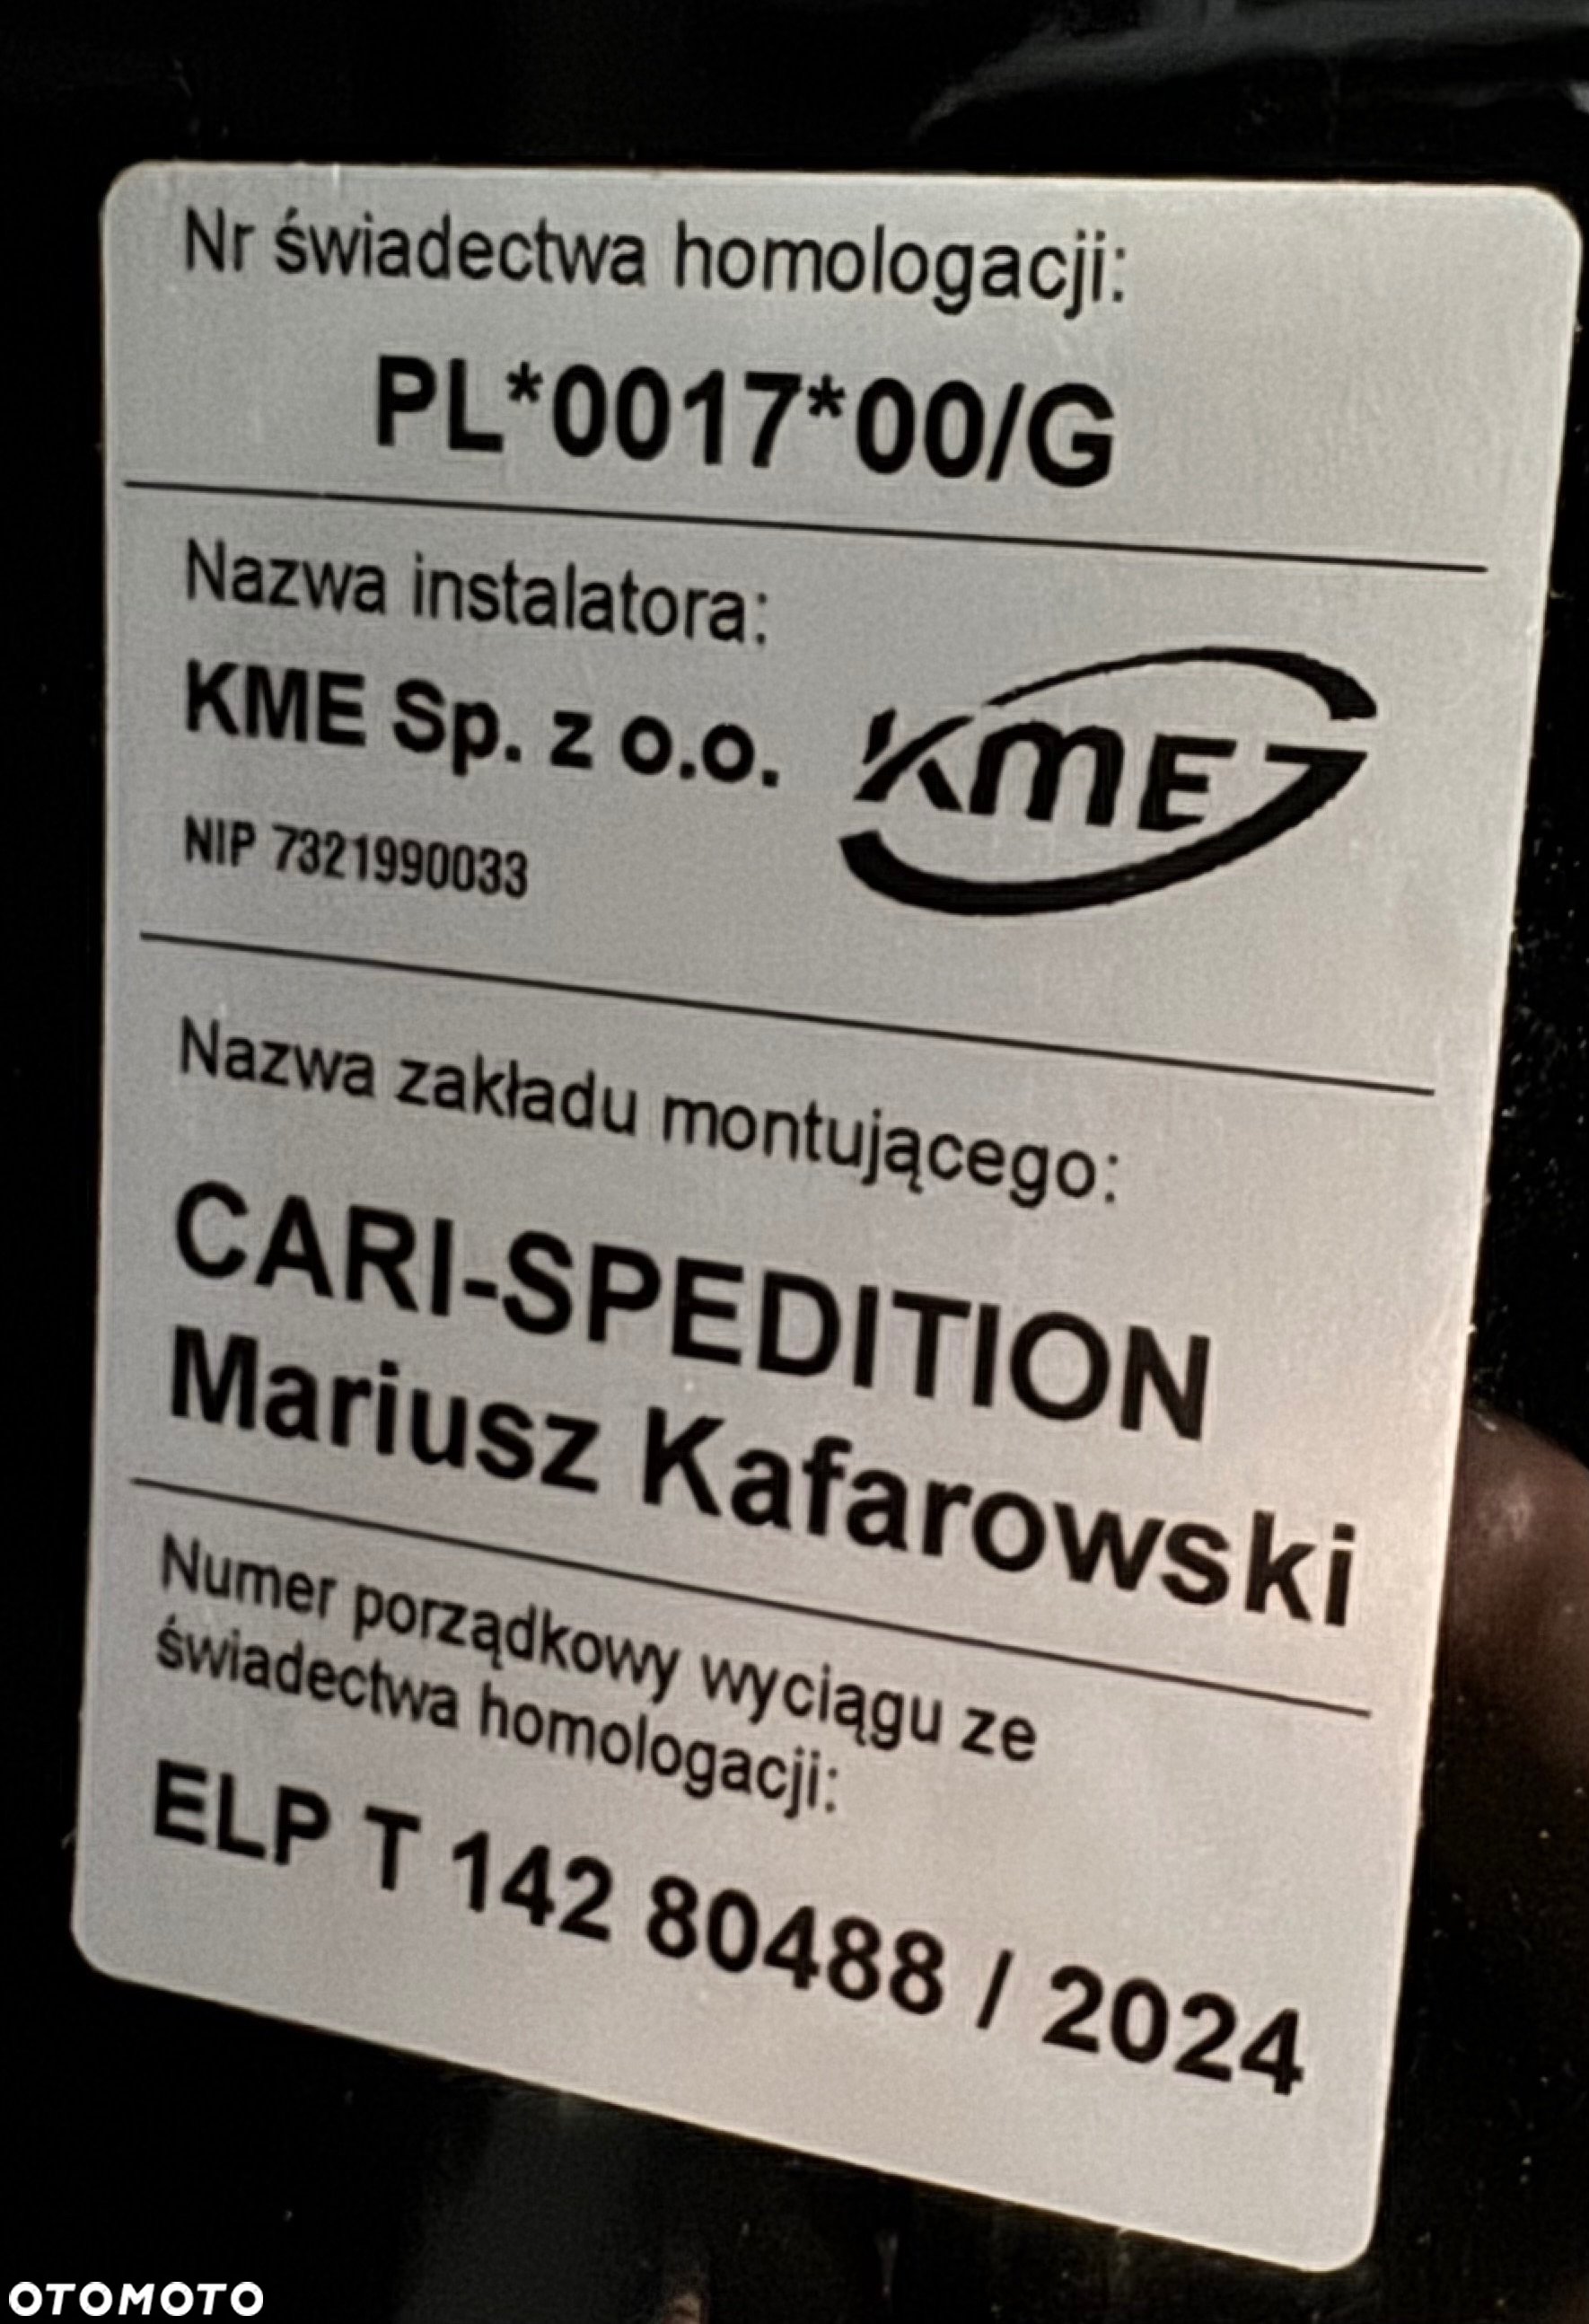 Nr świadectwa homologacji:
PL*0017*00/G
Nazwa instalatora:
KME Sp. z o.o.
KME
NIP 7321990033
Nazwa zakładu montującego:
CARI-SPEDITION
Mariusz Kafarowski
Numer porządkowy wyciągu ze
świadectwa homologacji:
ELP T 142 80488 / 2024
OTOMOTO